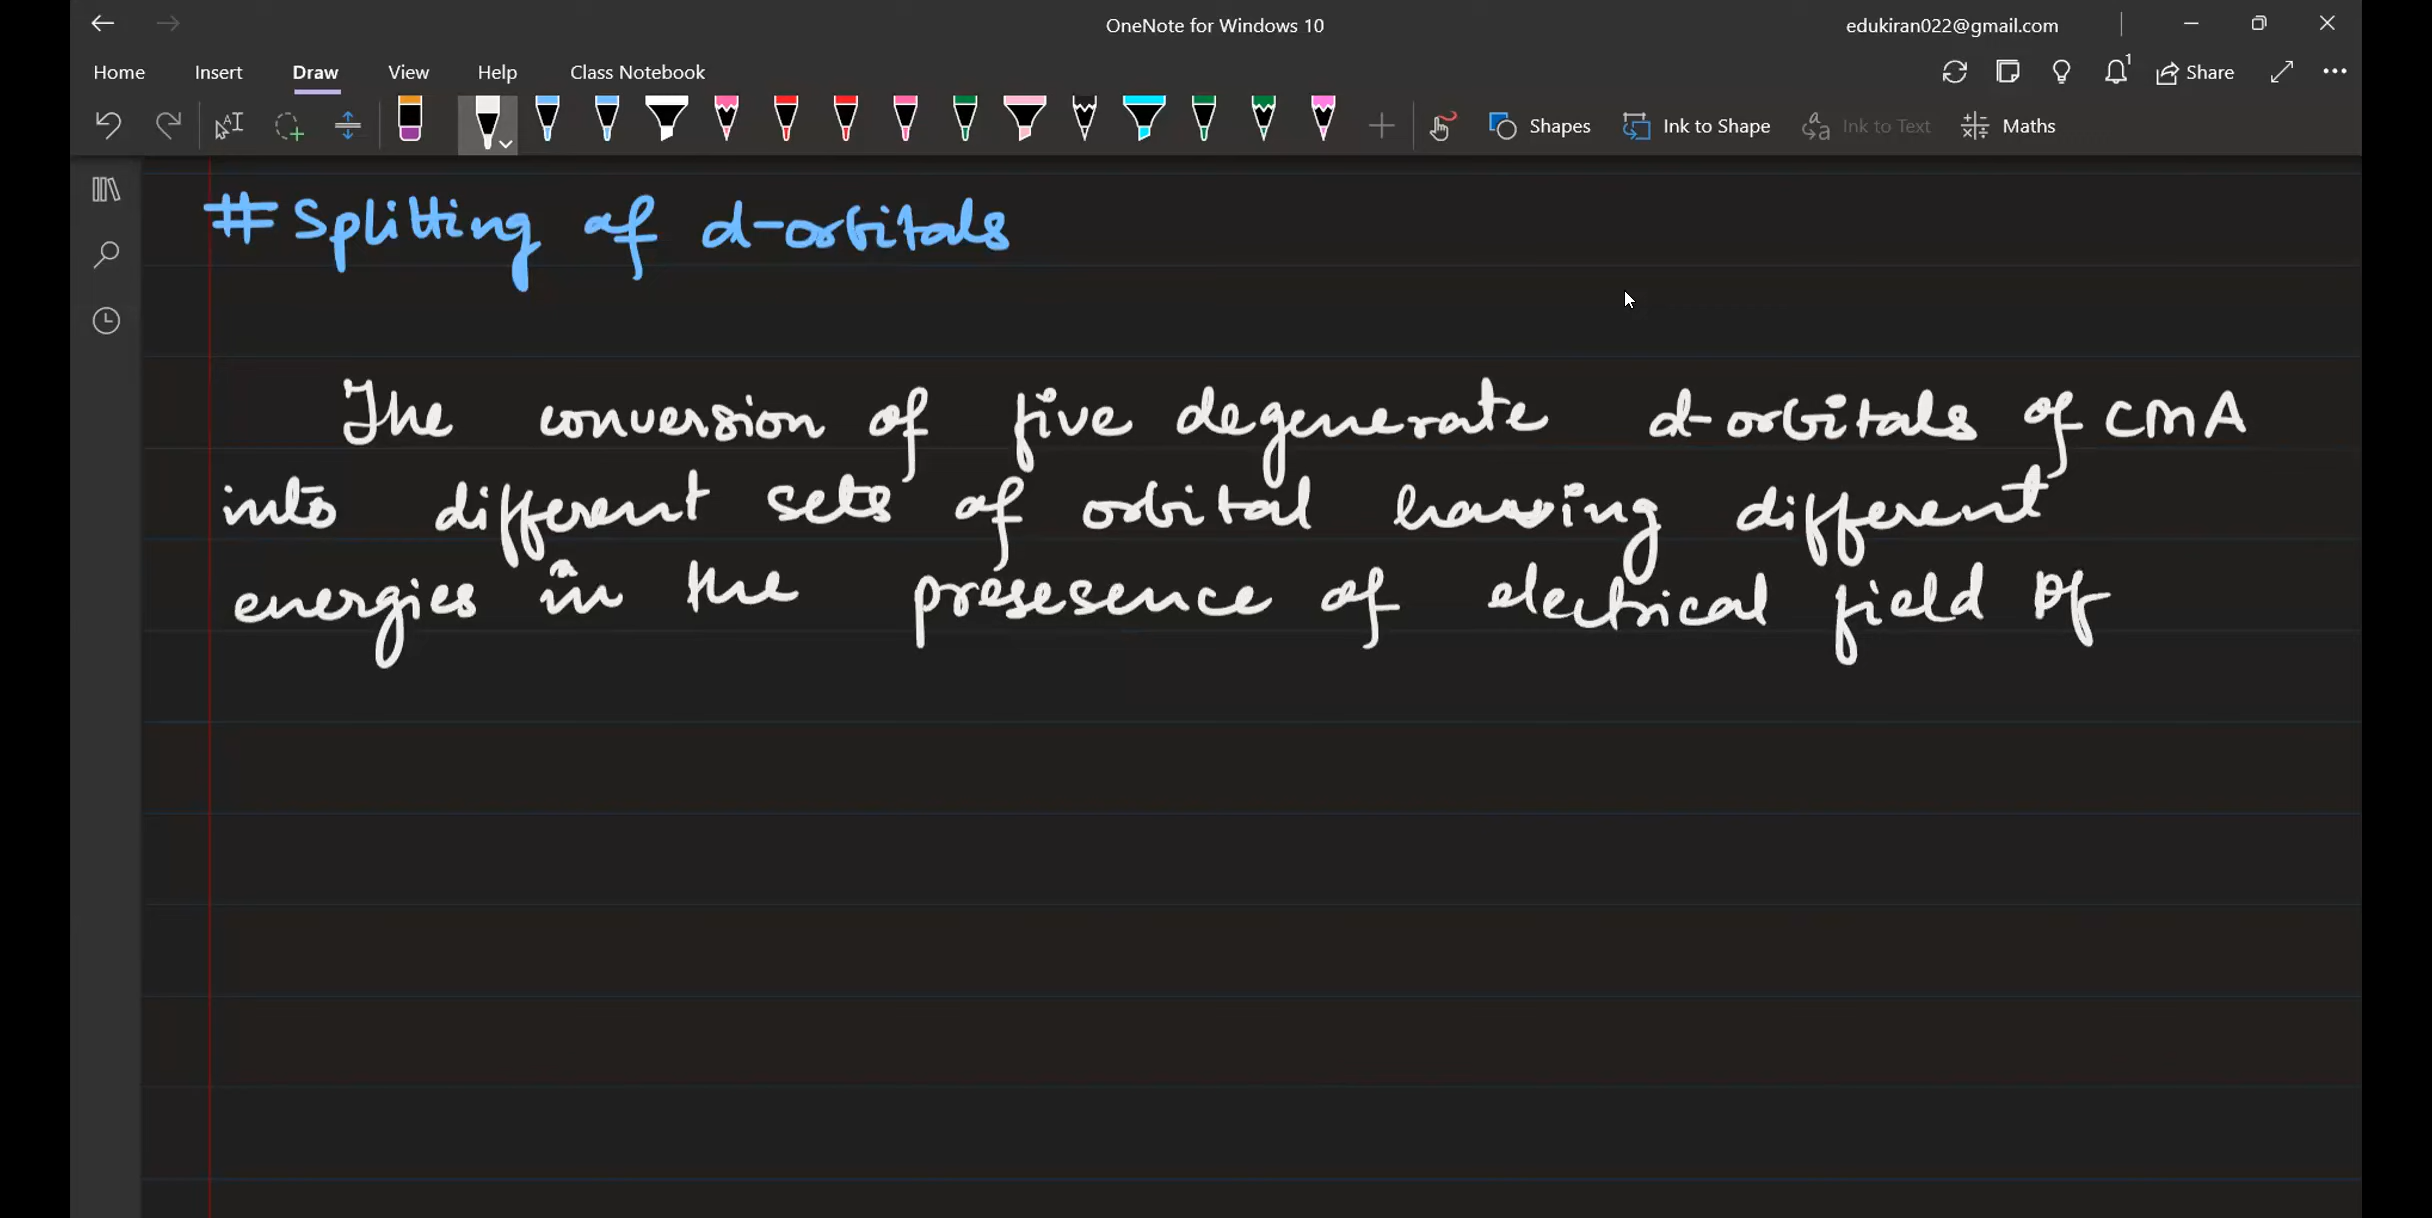 OneNote for Windows 10
edukiran022@gmail.com
Home Insert Draw View Help Class Notebook
Share
Shapes Ink to Shape Ink to Text Maths
# Splitting of d-orbitals
The conversion of five degenerate d-orbitals of CMA
into different sets of orbital having different
energies in the presesence of electrical field of